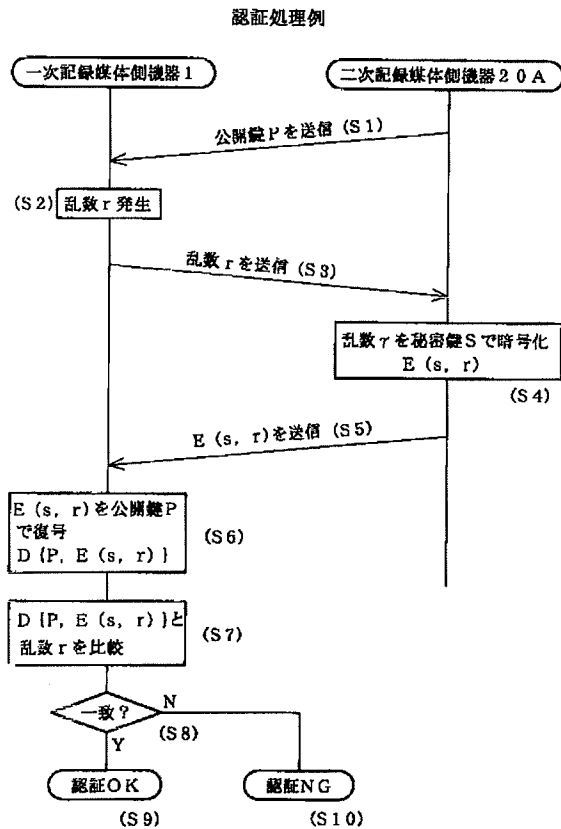 認証処理例
一次記録媒体側機器1
二次記録媒体側機器20A
公開鍵Pを送信 (S1)
(S2)
乱数r発生
乱数rを送信 (S3)
乱数rを秘密鍵Sで暗号化
E (s, r)
(S4)
E (s, r)を送信 (S5)
E (s, r)を公開鍵P
で復号
D {P, E (s, r) }
(S6)
D {P, E (s, r) }と
乱数rを比較
(S7)
一致?
N
(S8)
Y
認証OK
認証NG
(S9)
(S10)